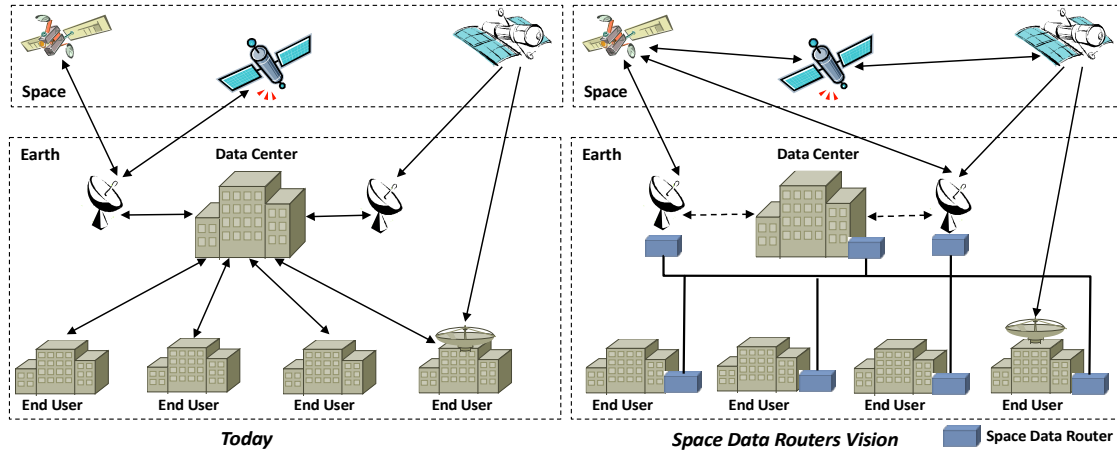 Space
Earth
Data Center
End User
End User
End User
End User
Today
Space
Earth
Data Center
End User
End User
End User
End User
Space Data Routers Vision
Space Data Router